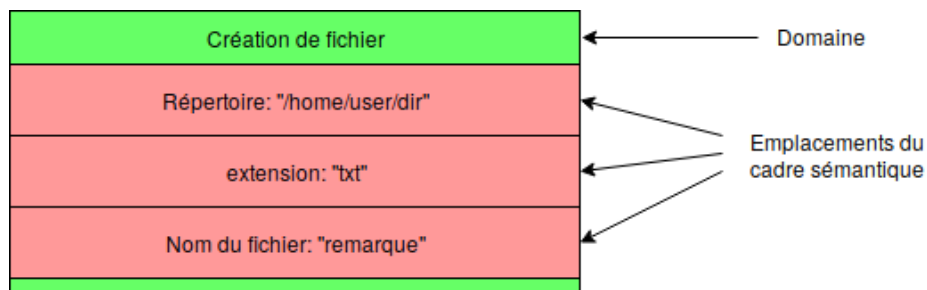 Création de fichier
Domaine
Répertoire: "/home/user/dir"
Emplacements du
cadre sémantique
extension: "txt"
Nom du fichier: "remarque"